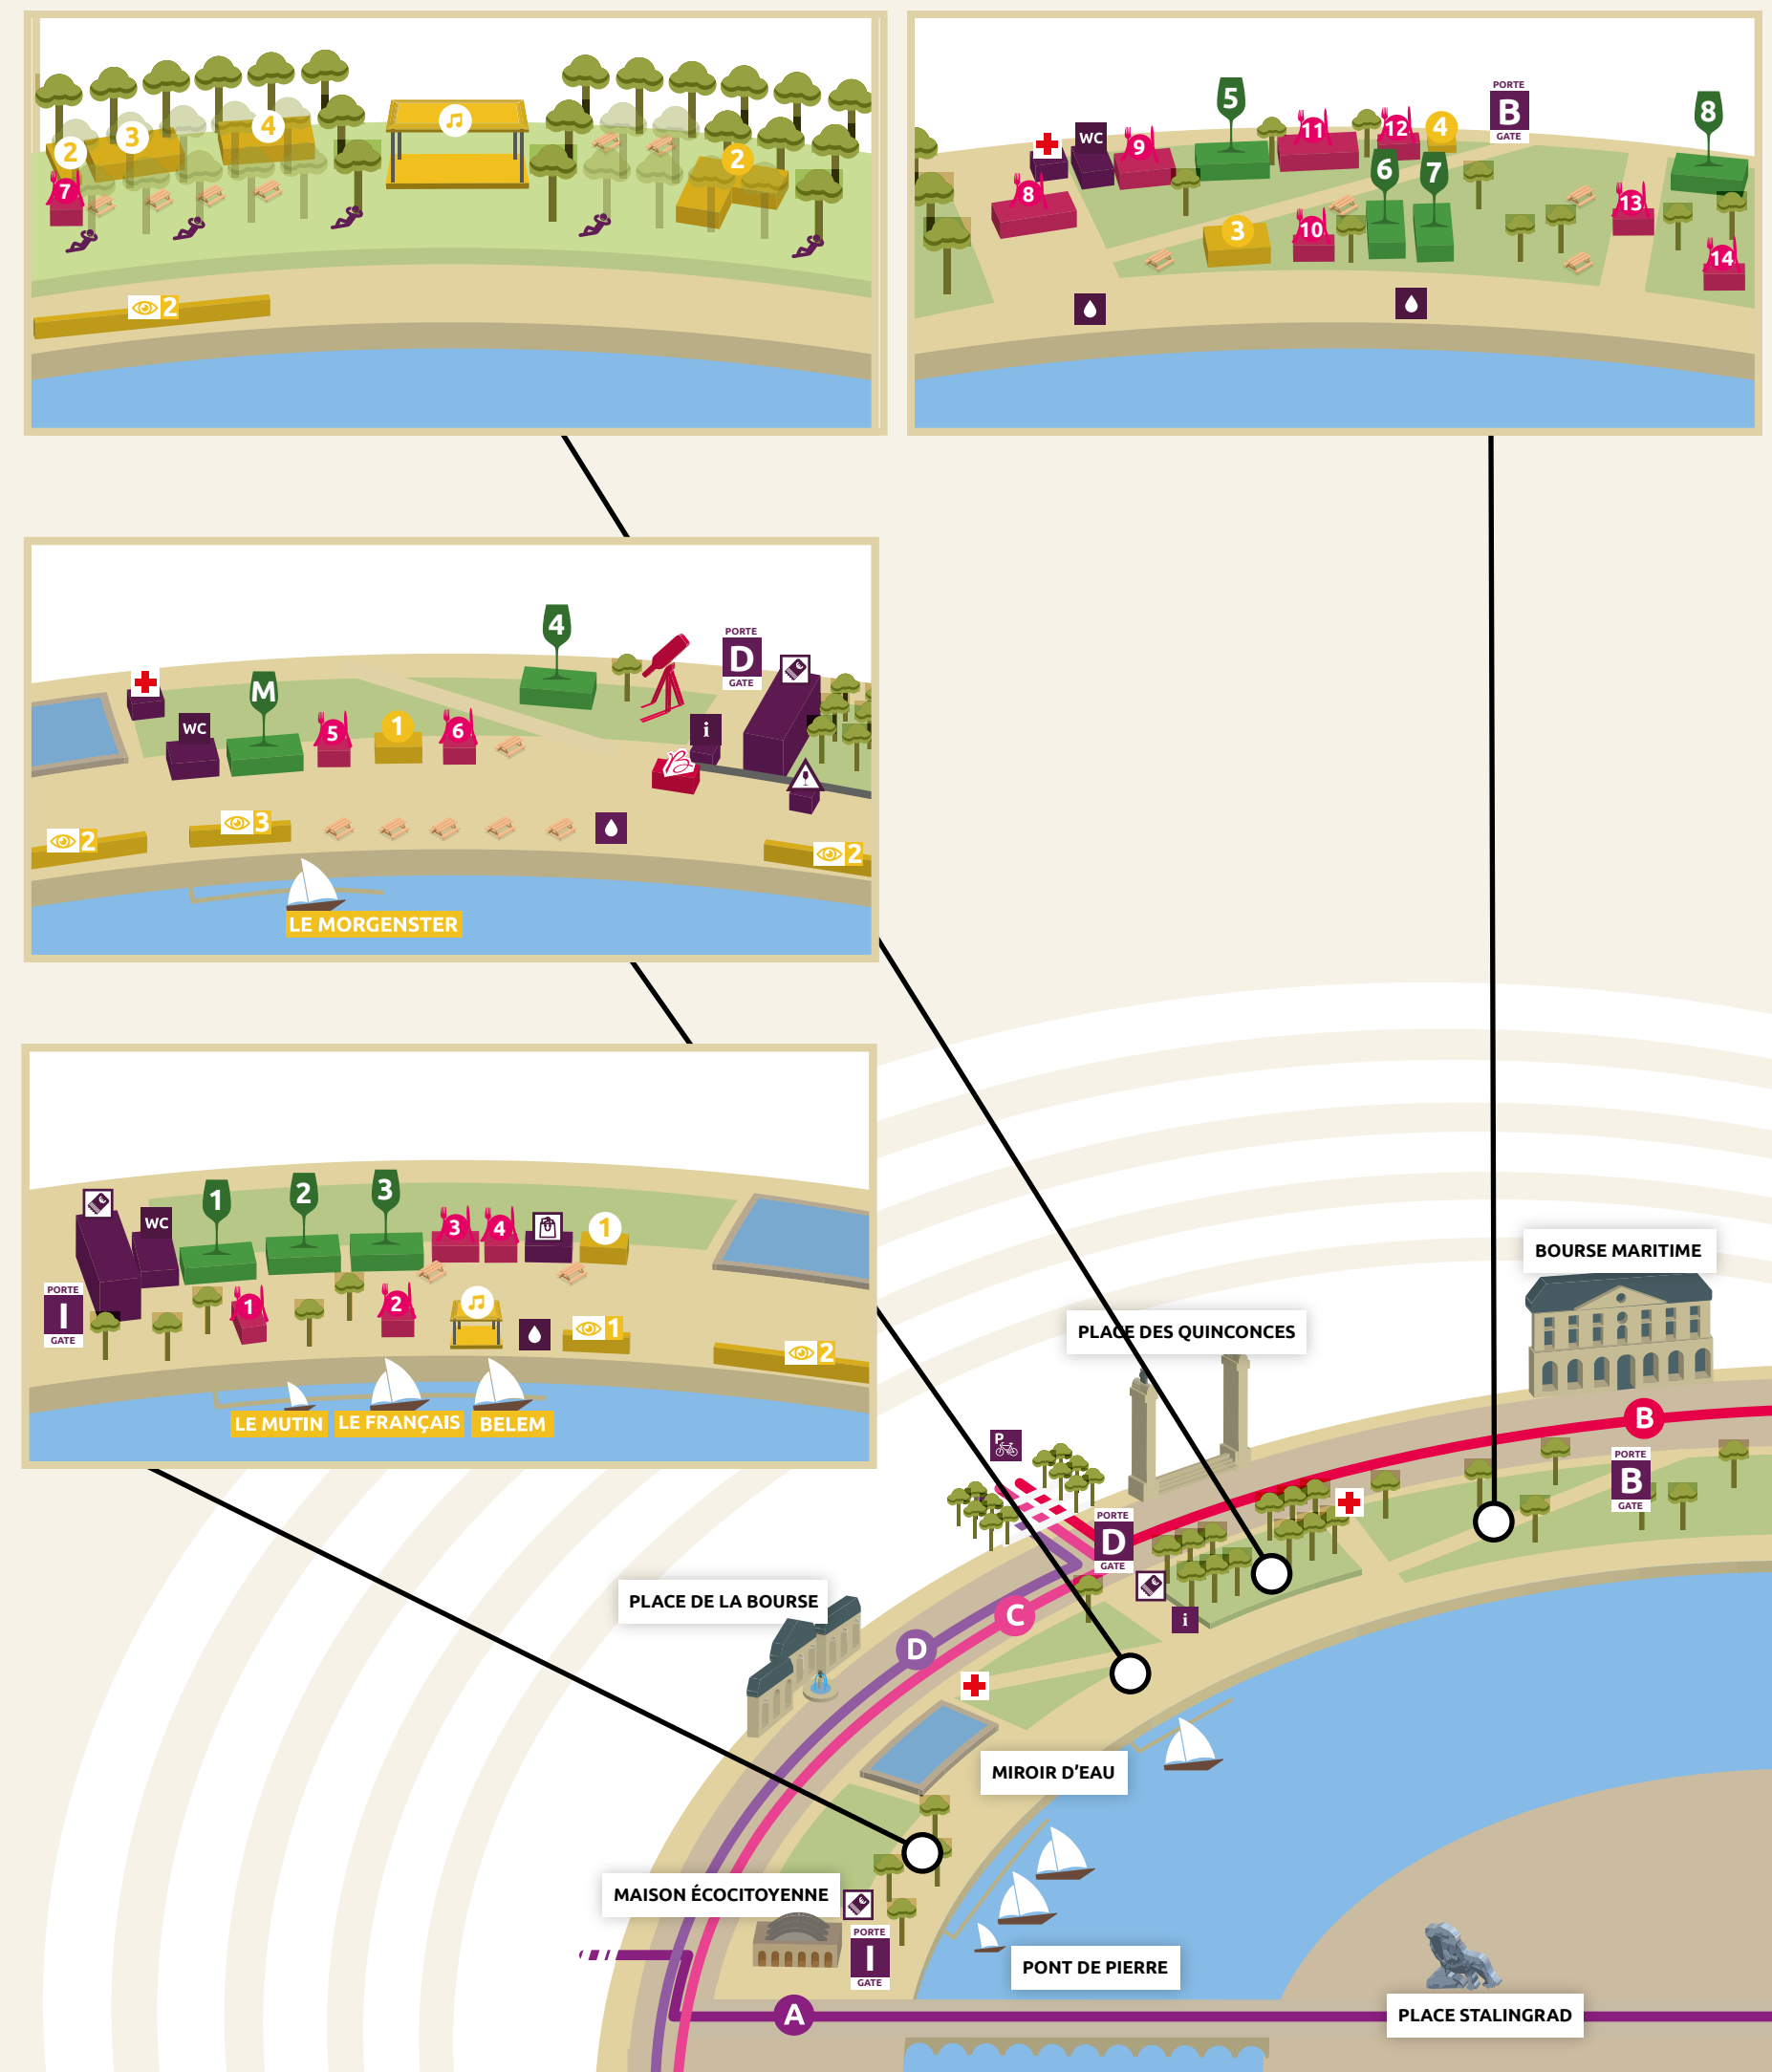 2
3
4
7
2
2
5
PORTE
B
GATE
8
WC
9
11
12
4
6
7
8
3
10
13
14
4
PORTE
D
GATE
M
WC
5
1
6
i
2
3
2
LE MORGENSTER
1
2
3
WC
3
4
1
PORTE
I
GATE
1
2
1
2
LE MUTIN
LE FRANÇAIS
BELEM
BOURSE MARITIME
PLACE DES QUINCONCES
B
P
PORTE
B
GATE
PORTE
D
GATE
i
PLACE DE LA BOURSE
C
D
MIROIR D'EAU
MAISON ÉCOCITOYENNE
PORTE
I
GATE
PONT DE PIERRE
A
PLACE STALINGRAD